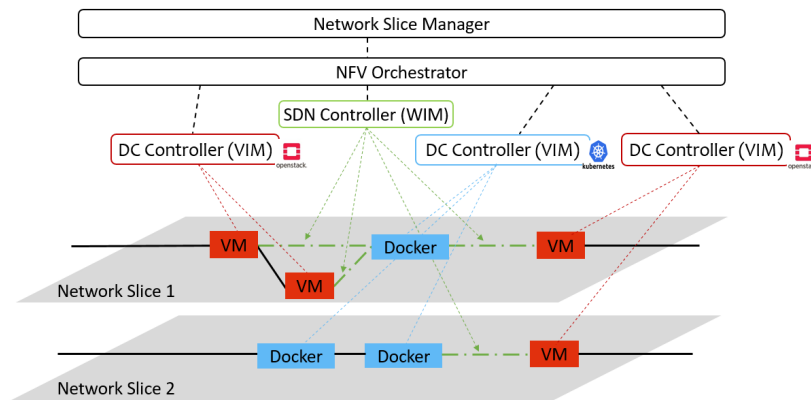 Network Slice Manager
NFV Orchestrator
SDN Controller (WIM)
DC Controller (VIM)
openstack.
DC Controller (VIM)
kubernetes
DC Controller (VIM)
opensta
VM
Docker
VM
VM
Network Slice 1
Docker
Docker
VM
Network Slice 2